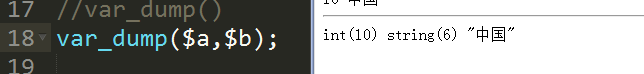 17 //var_dump()
18 var_dump($a,$b);
19
int(10) string(6) "中国"